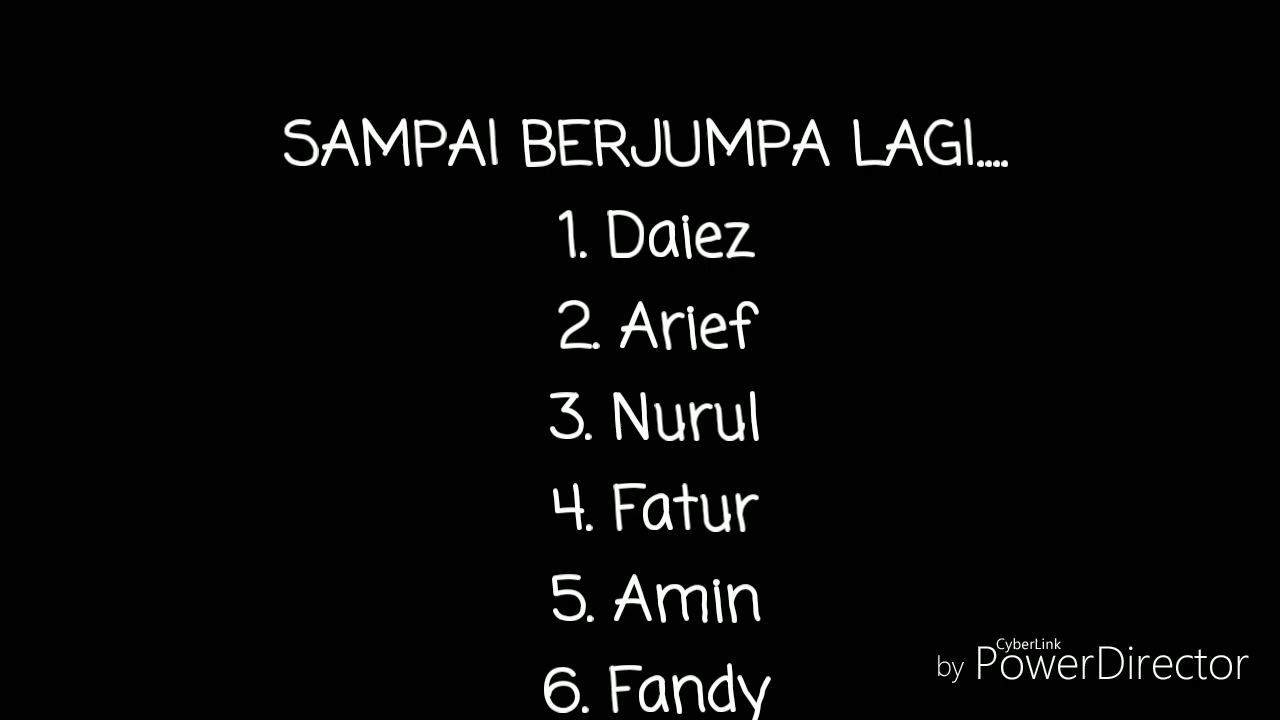 SAMPAI BERJUMPA LAGI....
1. Daiez
2. Arief
3. Nurul
4. Fatur
5. Amin
6. Fandy
CyberLink
by PowerDirector